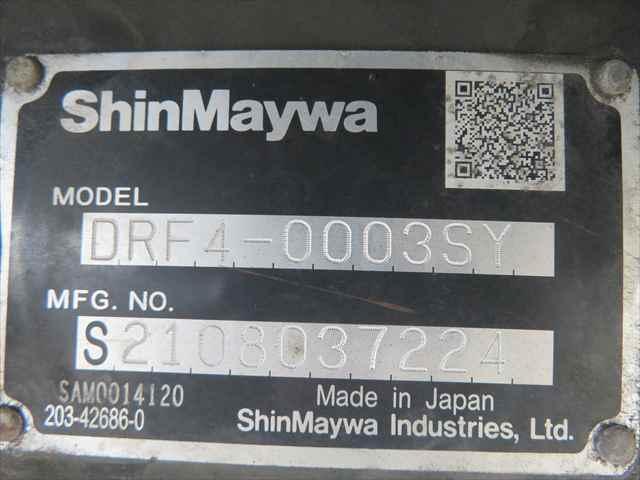 ShinMaywa
MODEL
DRF4-0003SY
MFG. NO.
S2108037224
SAM0014120
Made in Japan
203-42686-0
ShinMaywa Industries, Ltd.